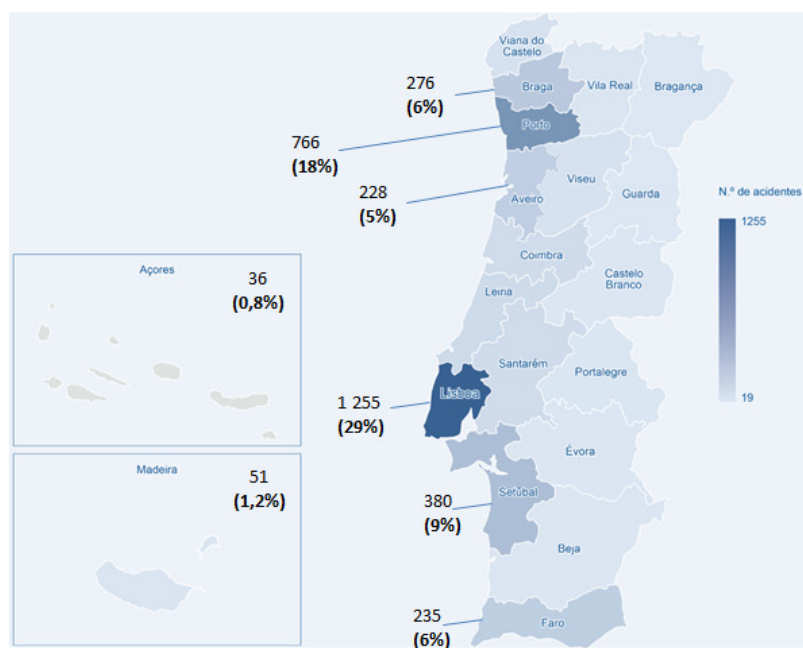 Viana do
Castelo
Braga
Vila Real
Bragança
276
(6%)
Porto
766
(18%)
228
(5%)
Aveiro
Viseu
Guarda
N.º de acidentes
1255
19
Coimbra
Castelo
Branco
Leiria
Açores
36
(0,8%)
Santarém
Portalegre
Lisboa
1 255
(29%)
Évora
Madeira
51
(1,2%)
Setúbal
380
(9%)
Beja
235
(6%)
Faro